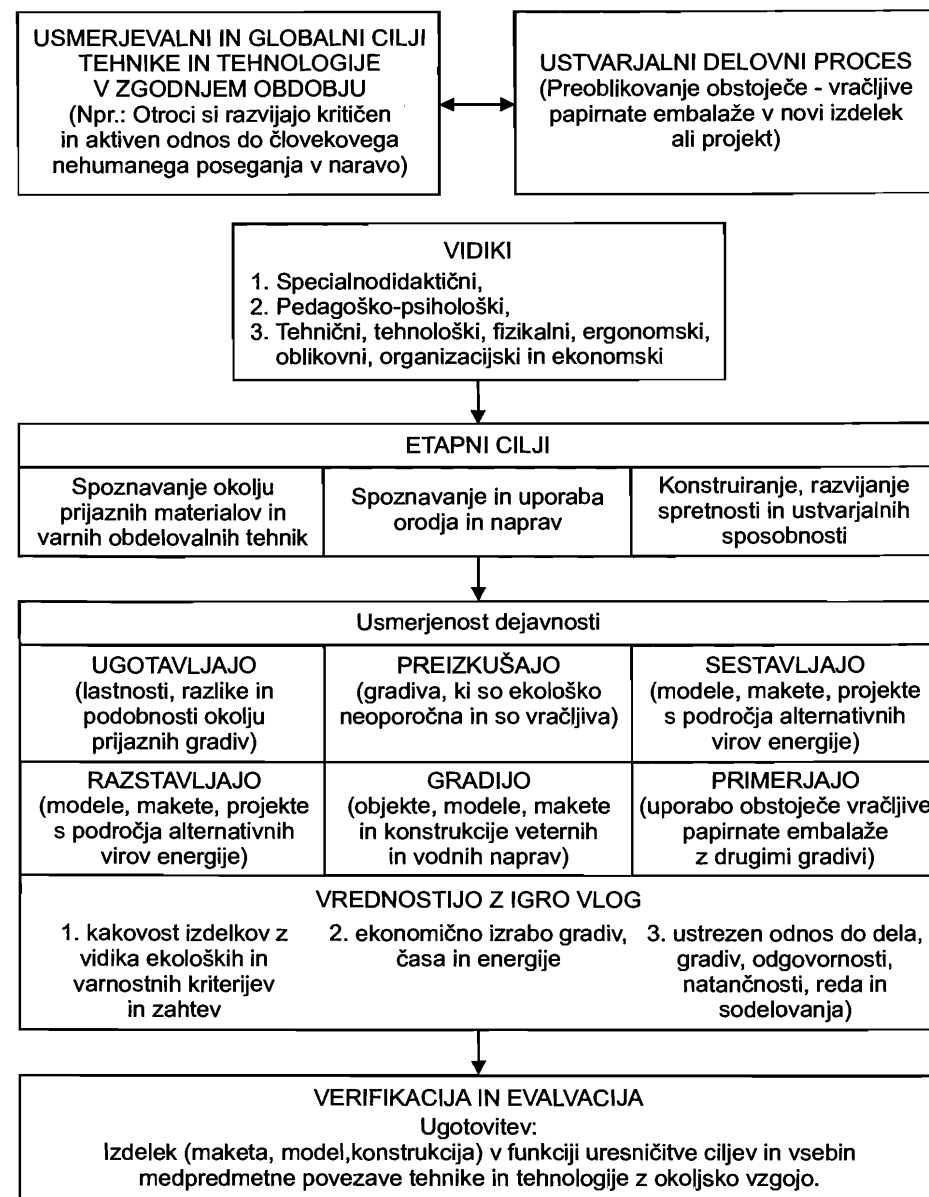 USMERJEVALNI IN GLOBALNI CILJI
TEHNIKE IN TEHNOLOGIJE
V ZGODNJEM OBDOBJU
(Npr.: Otroci si razvijajo kritičen
in aktiven odnos do človekovega
nehumanega poseganja v naravo)
USTVARJALNI DELOVNI PROCES
(Preoblikovanje obstoječe - vračljive
papirnate embalaže v novi izdelek
ali projekt)
VIDIKI
1. Specialnodidaktični,
2. Pedagoško-psihološki,
3. Tehnični, tehnološki, fizikalni, ergonomski,
oblikovni, organizacijski in ekonomski
ETAPNI CILJI
Spoznavanje okolju
prijaznih materialov in
varnih obdelovalnih tehnik
Spoznavanje in uporaba
orodja in naprav
Konstruiranje, razvijanje
spretnosti in ustvarjalnih
sposobnosti
Usmerjenost dejavnosti
UGOTAVLJAJO
(lastnosti, razlike in
podobnosti okolju
prijaznih gradiv)
PREIZKUŠAJO
(gradiva, ki so ekološko
neoporočna in so vračljiva)
SESTAVLJAJO
(modele, makete, projekte
s področja alternativnih
virov energije)
RAZSTAVLJAJO
(modele, makete, projekte
s področja alternativnih
virov energije)
GRADIJO
(objekte, modele, makete
in konstrukcije veternih
in vodnih naprav)
PRIMERJAJO
(uporabo obstoječe vračljive
papirnate embalaže
z drugimi gradivi)
VREDNOSTIJO Z IGRO VLOG
1. kakovost izdelkov z
vidika ekoloških in
varnostnih kriterijev
in zahtev
2. ekonomično izrabo gradiv,
časa in energije
3. ustrezen odnos do dela,
gradiv, odgovornosti,
natančnosti, reda in
sodelovanja)
VERIFIKACIJA IN EVALVACIJA
Ugotovitev:
Izdelek (maketa, model,konstrukcija) v funkciji uresničitve ciljev in vsebin
medpredmetne povezave tehnike in tehnologije z okoljsko vzgojo.